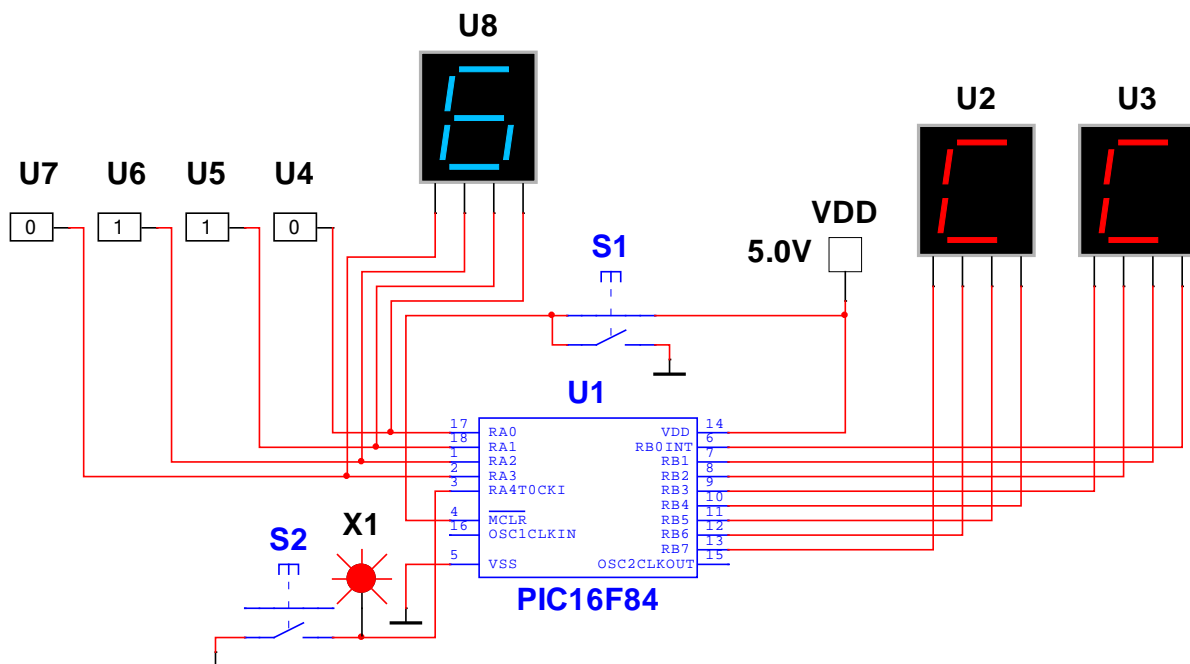 U8
6
U2
U3
C
C
U7
U6
U5
U4
0
1
1
0
VDD
5.0V
S1
U1
17
RA0
18
RA1
1
RA2
2
RA3
3
RA4T0CKI
4
MCLR
16
OSC1CLKIN
5
VSS
VDD
14
RB0INT
6
RB1
7
RB2
8
RB3
9
RB4
10
RB5
11
RB6
12
RB7
13
OSC2CLKOUT
15
PIC16F84
S2
X1